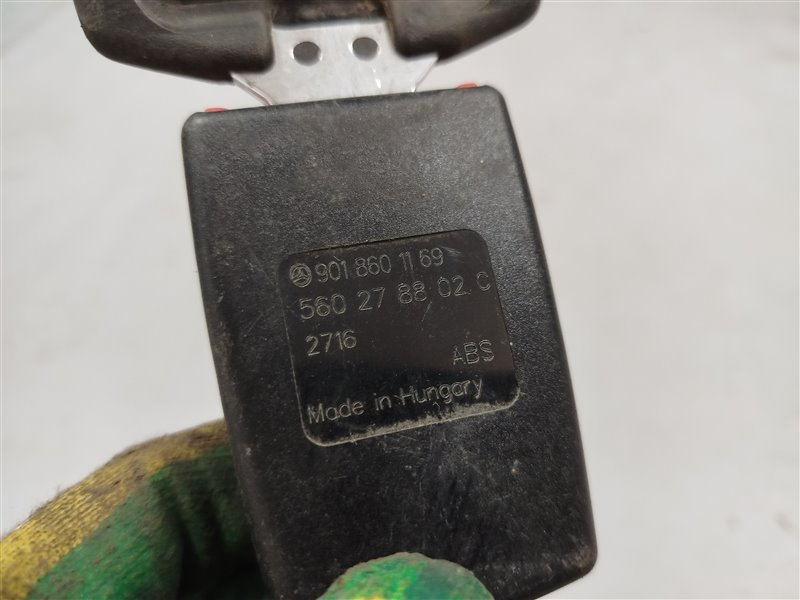 901 860 11 69
560 27 88 02 C
2716
ABS
Made in Hungary